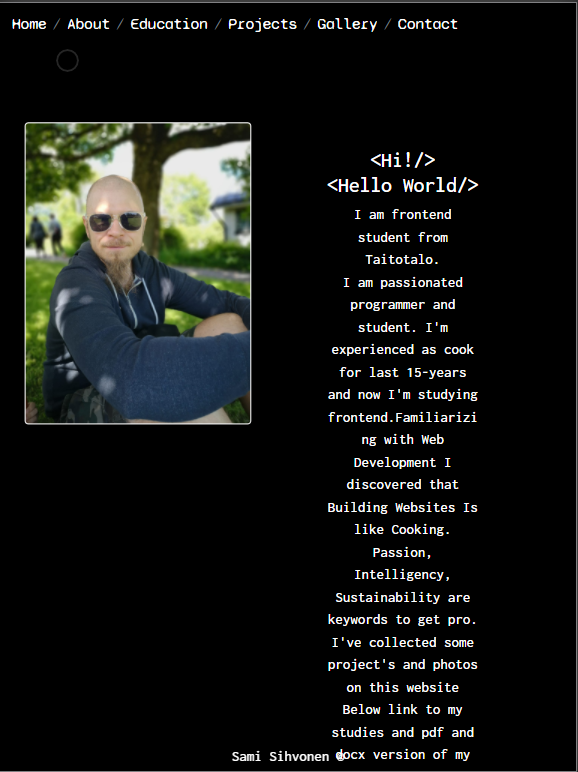 Home / About / Education / Projects / Gallery / Contact
<Hi!/>
<Hello World/>
I am frontend
student from
Taitotalo.
I am passionated
programmer and
student. I'm
experienced as cook
for last 15-years
and now I'm studying
frontend.Familiarizi
ng with Web
Development I
discovered that
Building Websites Is
like Cooking.
Passion,
Intelligency,
Sustainability are
keywords to get pro.
I've collected some
project's and photos
on this website
Below link to my
studies and pdf and
docx version of my
Sami Sihvonen ©